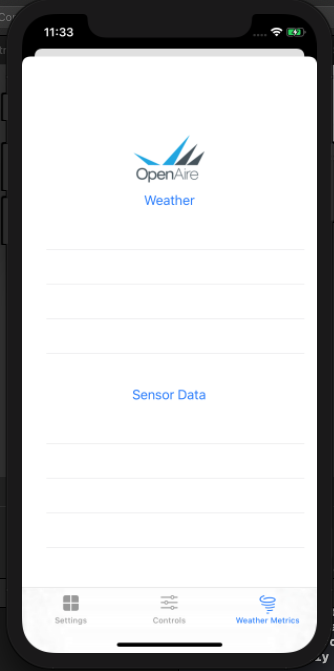 11:33
OpenAire
Weather
Sensor Data
Settings
Controls
Weather Metrics